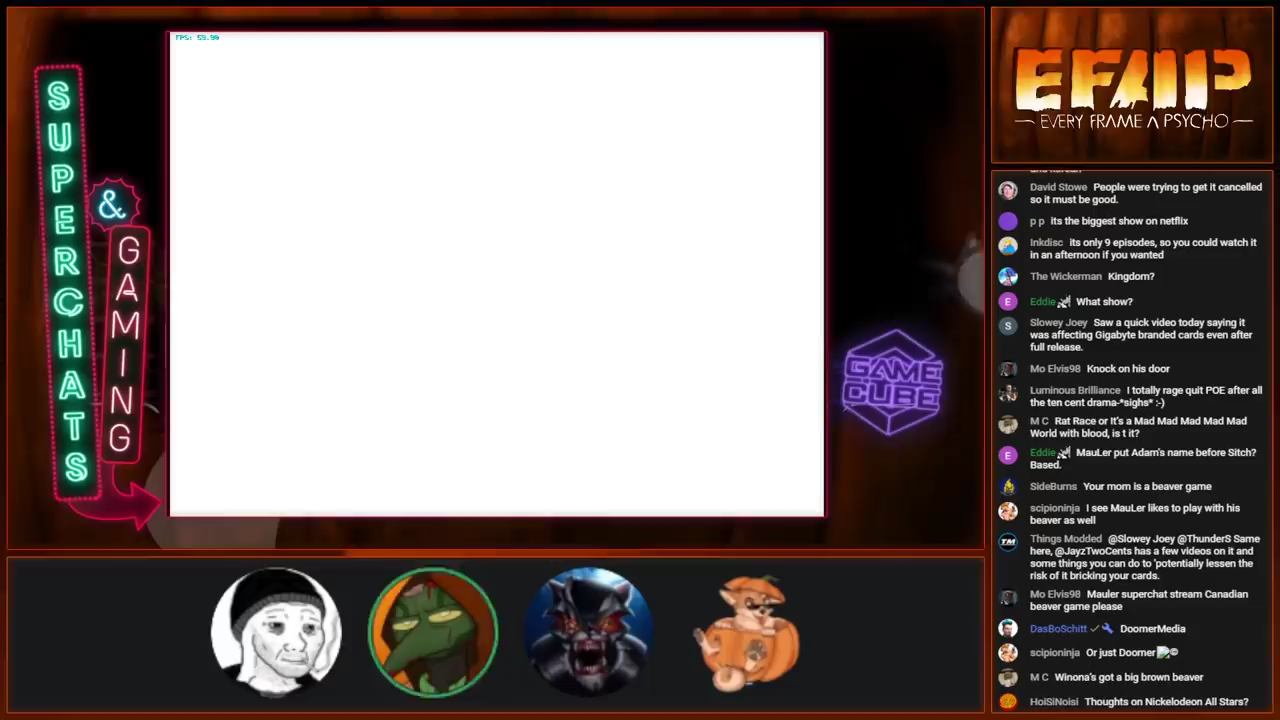 FPS: 59.99
SUPERCHATS
&
GAMING
GAME
CUBE
EFAP
EVERY FRAME A PSYCHO
David Stowe People were trying to get it cancelled
so it must be good.
p p its the biggest show on netflix
Inkdisc its only 9 episodes, so you could watch it
in an afternoon if you wanted
The Wickerman Kingdom?
E Eddie What show?
S Slowey Joey Saw a quick video today saying it
was affecting Gigabyte branded cards even after
full release.
Mo Elvis98 Knock on his door
Luminous Brilliance I totally rage quit POE after all
the ten cent drama-*sighs* :-)
M C Rat Race or It's a Mad Mad Mad Mad Mad
World with blood, is t it?
E Eddie MauLer put Adam's name before Sitch?
Based.
SideBurns Your mom is a beaver game
scipioninja I see MauLer likes to play with his
beaver as well
TM Things Modded @Slowey Joey @ThunderS Same
here, @JayzTwoCents has a few videos on it and
some things you can do to 'potentially lessen the
risk of it bricking your cards.
Mo Elvis98 Mauler superchat stream Canadian
beaver game please
DasBoSchitt DoomerMedia
scipioninja Or just Doomer
M C Winona's got a big brown beaver
HoiSiNoisi Thoughts on Nickelodeon All Stars?